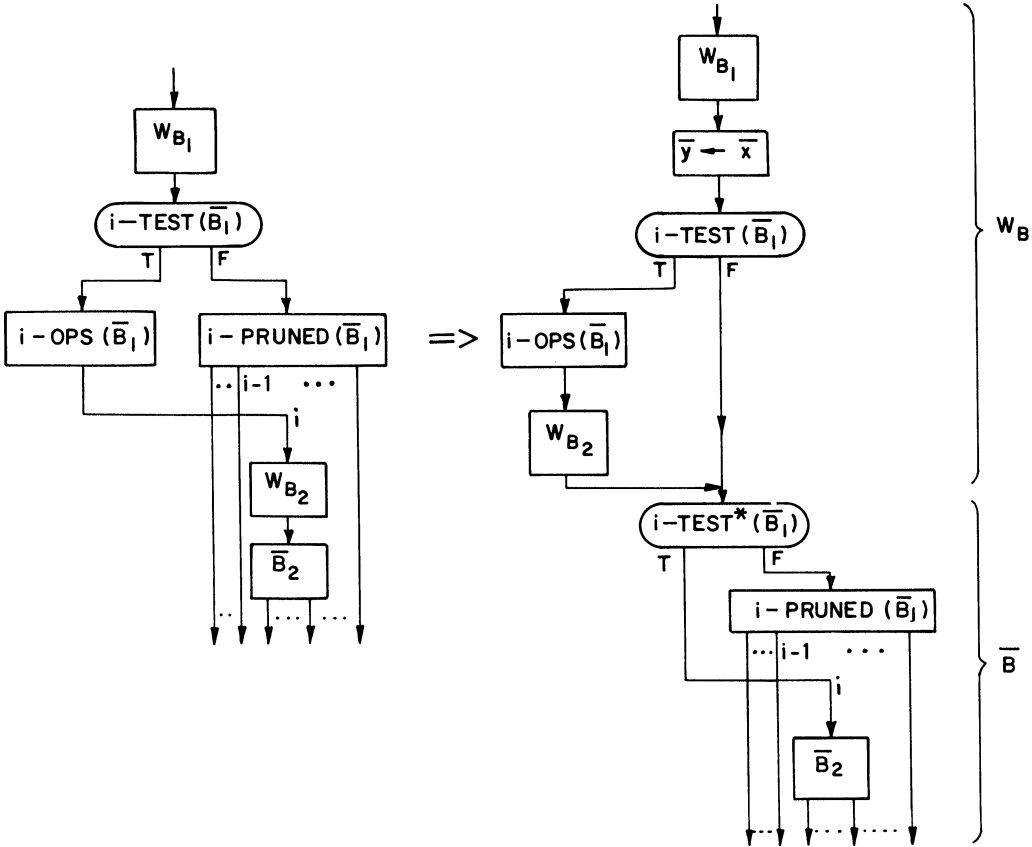 W_B₁
i-TEST(B̅₁)
T F
i-OPS (B̅₁) i-PRUNED(B̅₁)
·· i-1 ···
i
W_B₂
B̅₂
·· ··· ···
=>
W_B₁
y̅ ← x̅
i-TEST(B̅₁)
T F
i-OPS(B̅₁)
W_B₂
W_B
i-TEST*(B̅₁)
T F
i-PRUNED (B̅₁)
··· i-1 ···
i
B̅₂
B̅
···· ···· ·····